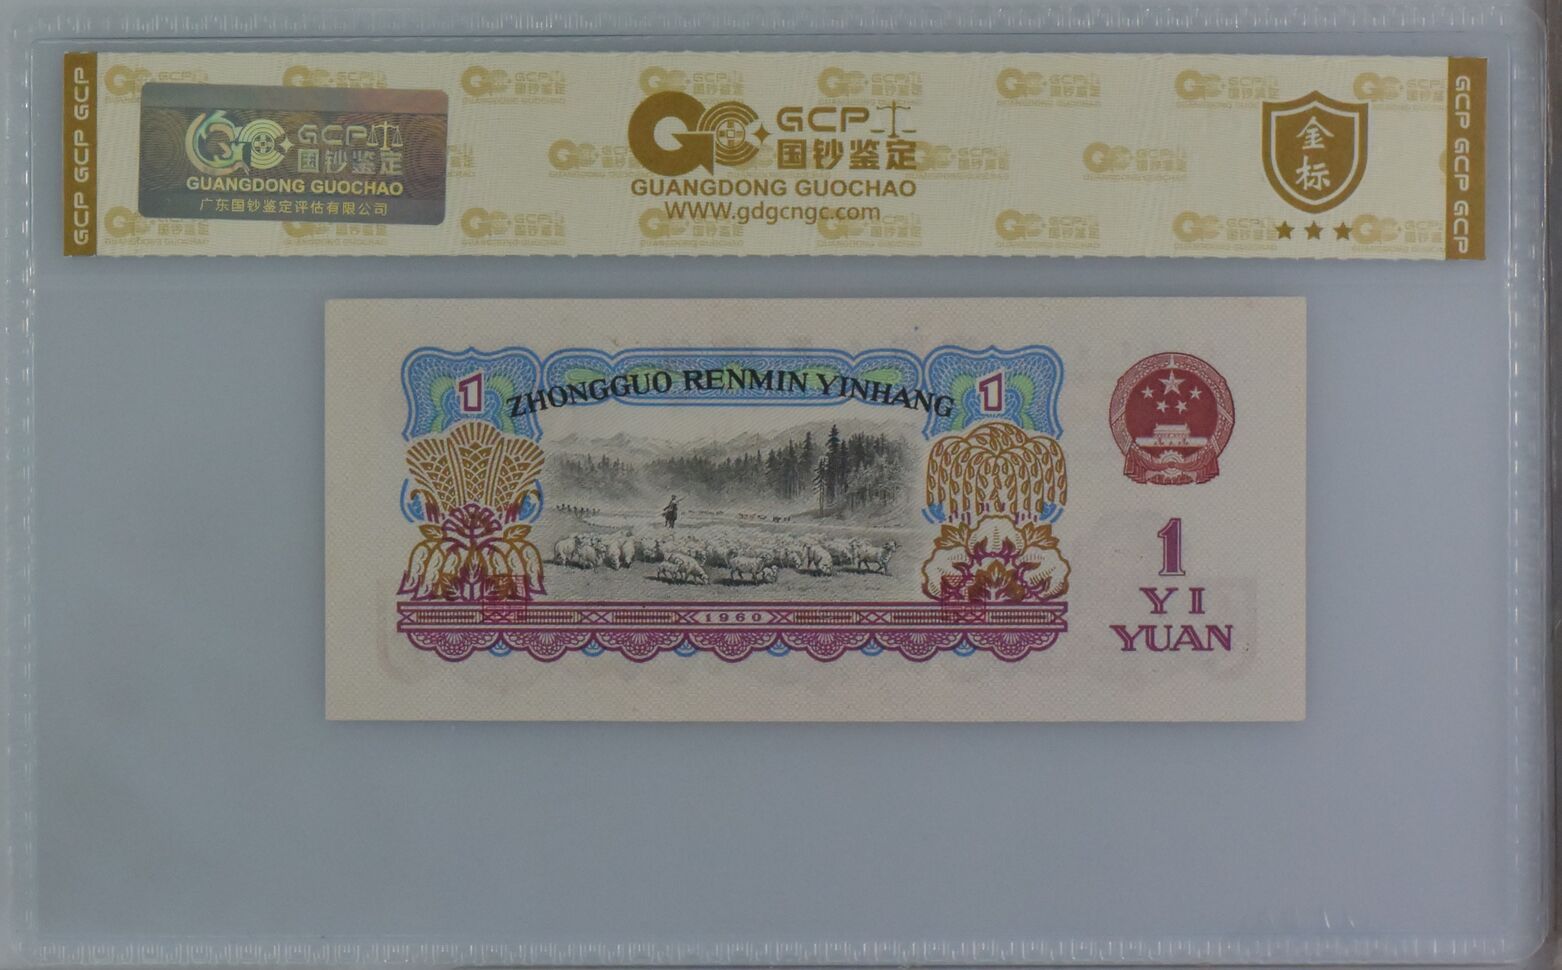 GCP GCP GCP
GCP
国钞鉴定
GUANGDONG GUOCHAO
广东国钞鉴定评估有限公司
GCP
国钞鉴定
GUANGDONG GUOCHAO
WWW.gdgcngc.com
金
标
GCP GCP GCP
1
ZHONGGUO RENMIN YINHANG
1
1960
1
YI
YUAN